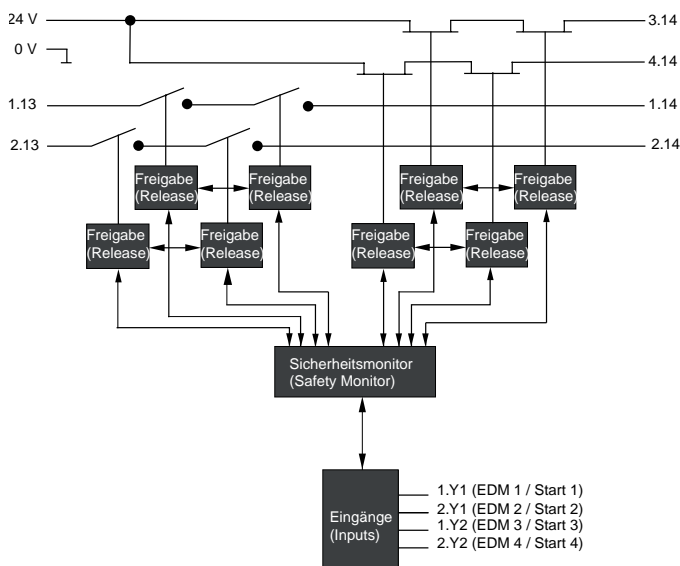 24 V
3.14
0 V
4.14
1.13
1.14
2.13
2.14
Freigabe
(Release)
Freigabe
(Release)
Freigabe
(Release)
Freigabe
(Release)
Freigabe
(Release)
Freigabe
(Release)
Freigabe
(Release)
Freigabe
(Release)
Sicherheitsmonitor
(Safety Monitor)
Eingänge
(Inputs)
1.Y1 (EDM 1 / Start 1)
2.Y1 (EDM 2 / Start 2)
1.Y2 (EDM 3 / Start 3)
2.Y2 (EDM 4 / Start 4)